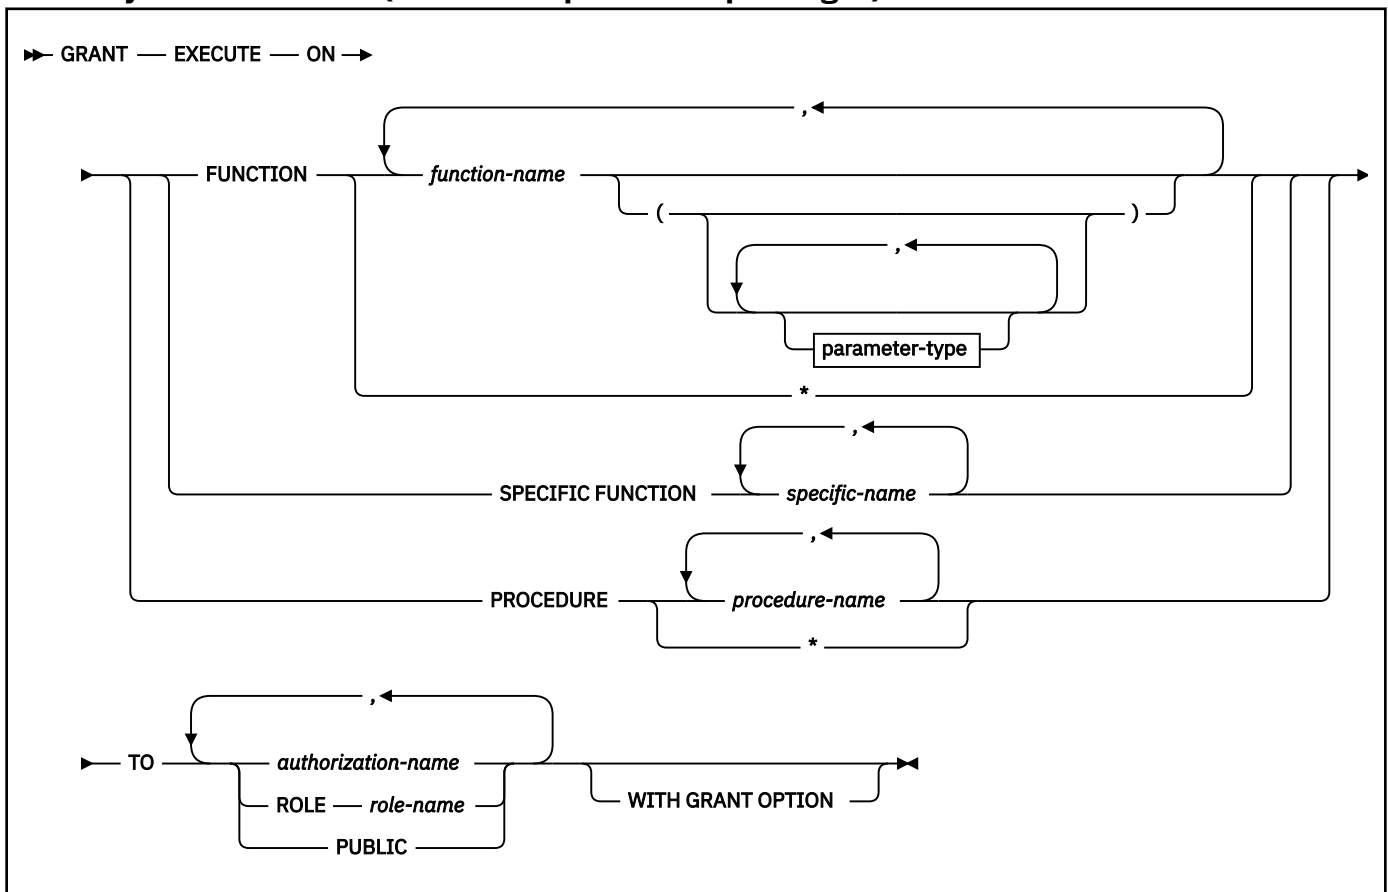 GRANT EXECUTE ON
,
FUNCTION function-name
( )
,
parameter-type
*
,
SPECIFIC FUNCTION specific-name
,
PROCEDURE procedure-name
*
,
TO authorization-name
ROLE role-name WITH GRANT OPTION
PUBLIC